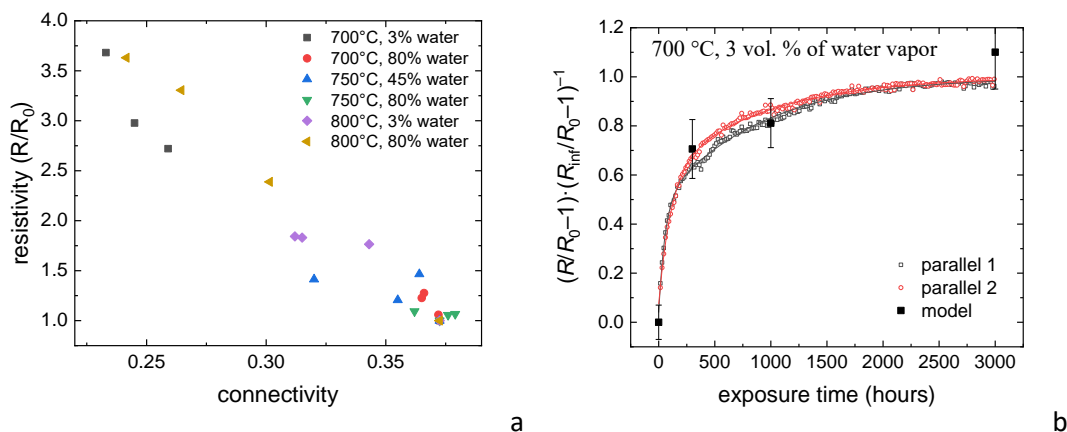 4.0
3.5
3.0
2.5
2.0
1.5
1.0
resistivity (R/R₀)
0.25
0.30
0.35
connectivity
700°C, 3% water
700°C, 80% water
750°C, 45% water
750°C, 80% water
800°C, 3% water
800°C, 80% water
a
700 °C, 3 vol. % of water vapor
1.2
1.0
0.8
0.6
0.4
0.2
0.0
(R/R₀−1)·(R_inf/R₀−1)⁻¹
parallel 1
parallel 2
model
0
500
1000
1500
2000
2500
3000
exposure time (hours)
b